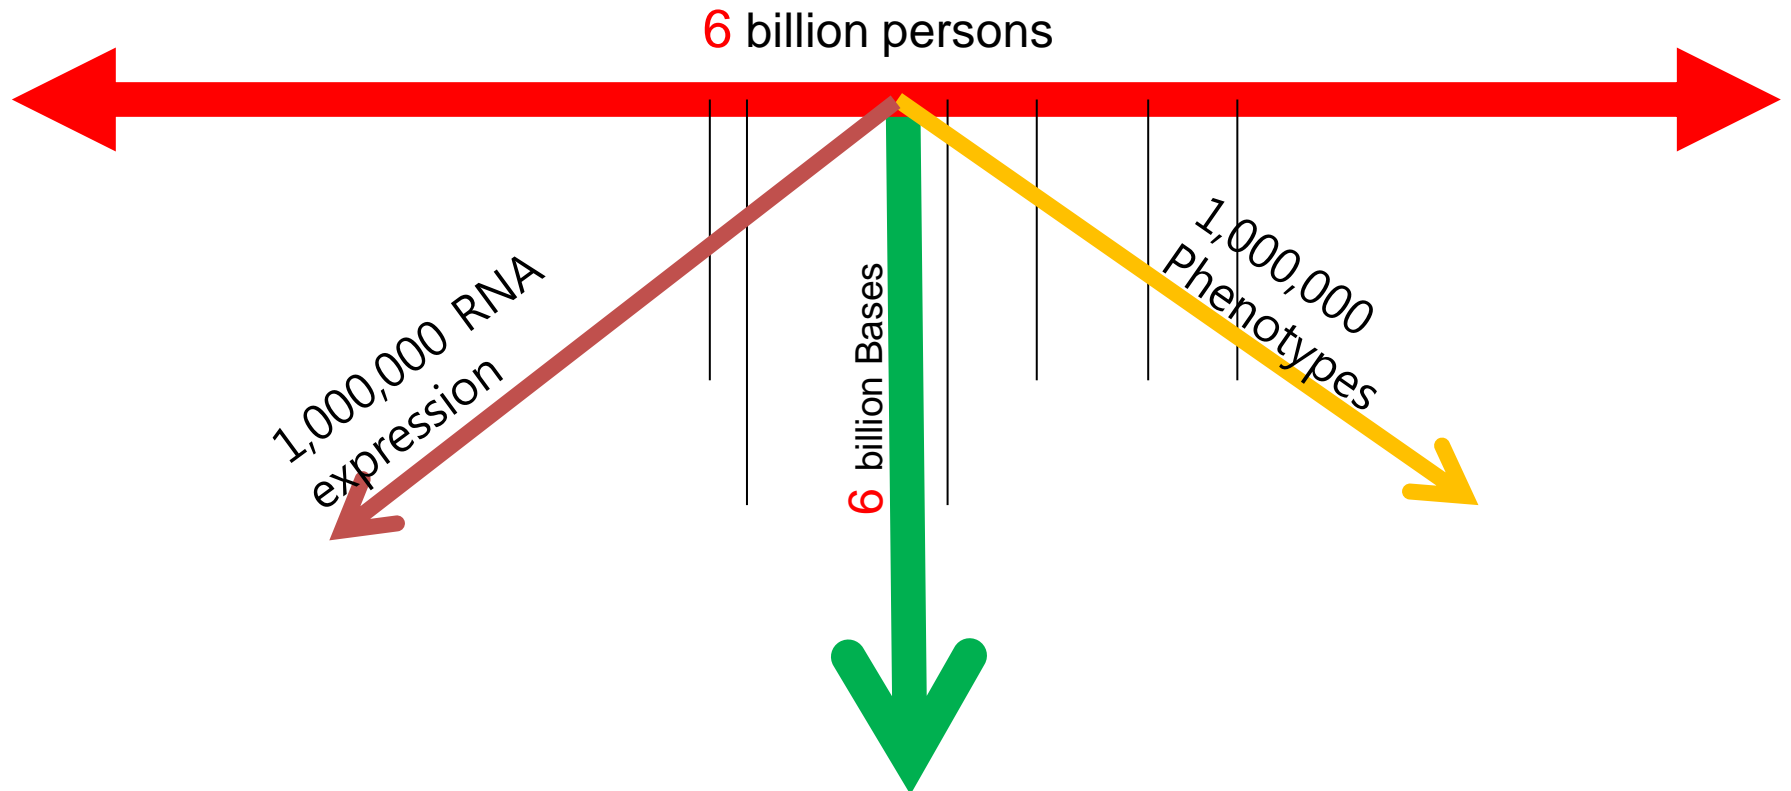 6 billion persons
1,000,000 RNA
expression
6 billion Bases
1,000,000
Phenotypes